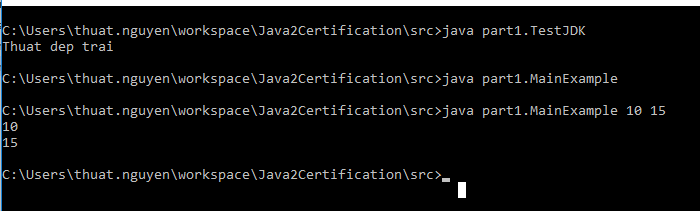 C:\Users\thuat.nguyen\workspace\Java2Certification\src>java part1.TestJDK
Thuat dep trai
C:\Users\thuat.nguyen\workspace\Java2Certification\src>java part1.MainExample
C:\Users\thuat.nguyen\workspace\Java2Certification\src>java part1.MainExample 10 15
10
15
C:\Users\thuat.nguyen\workspace\Java2Certification\src>